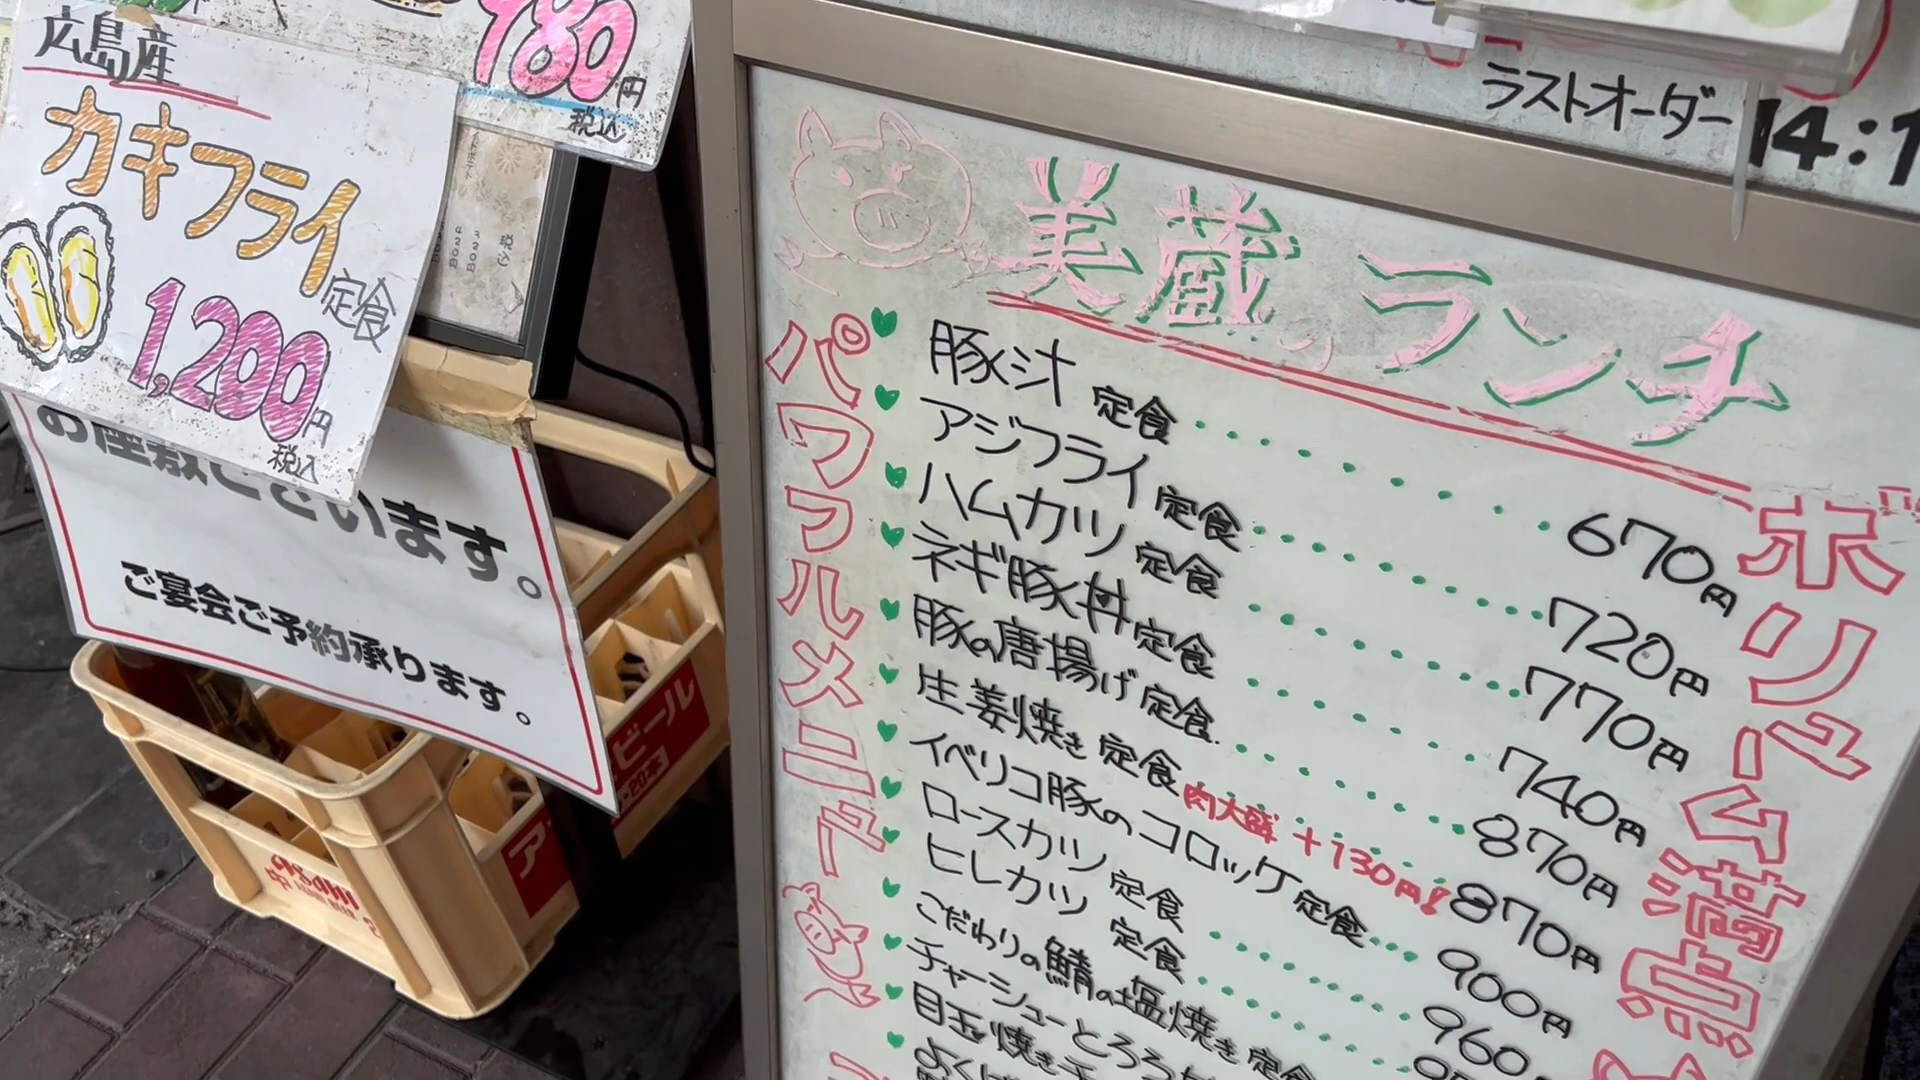 広島産
カキフライ
定食
1,200円
税込
780円
税込
お座敷ございます。
ご宴会ご予約承ります。
Asahi
ビール
ラストオーダー 14:1
美蔵ランチ
パワフルメニュー
ボリューム満点
豚汁定食 670円
アジフライ定食 720円
ハムカツ定食 770円
ネギ豚丼定食 740円
豚の唐揚げ定食 870円
生姜焼き定食 肉大盛+130円! 870円
イベリコ豚のコロッケ定食 900円
ロースカツ定食 960
ヒレカツ定食
こだわりの鯖の塩焼き定食
チャーシューとろろ
目玉焼き